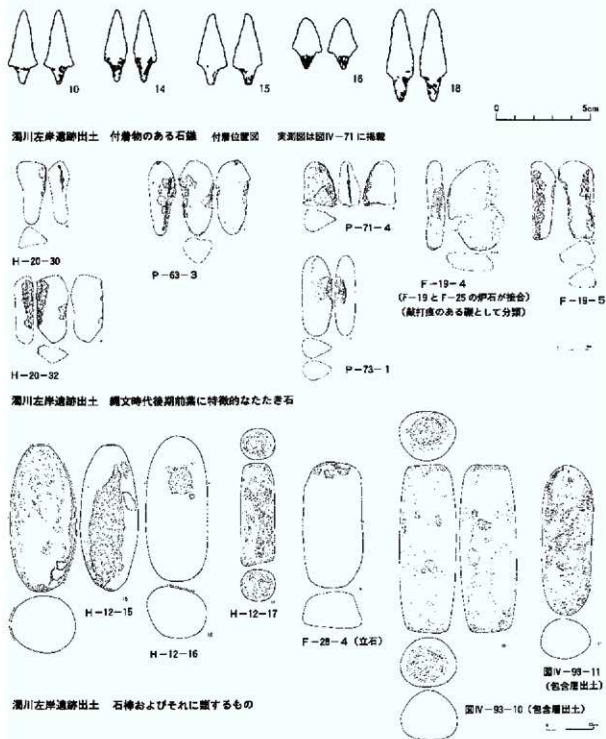 10
14
15
16
18
5cm
濁川左岸遺跡出土 付着物のある石鏃 付着位置図 実測図は図Ⅳ-71に掲載
H-20-30
P-63-3
P-71-4
F-19-4
(F-19とF-25の炉石が接合)
(敲打痕のある礫として分類)
F-19-5
H-20-32
P-73-1
濁川左岸遺跡出土 縄文時代後期前葉に特徴的なたたき石
H-12-15
H-12-16
H-12-17
F-28-4 (立石)
図Ⅳ-93-10 (包含層出土)
図Ⅳ-93-11
(包含層出土)
濁川左岸遺跡出土 石棒およびそれに類するもの